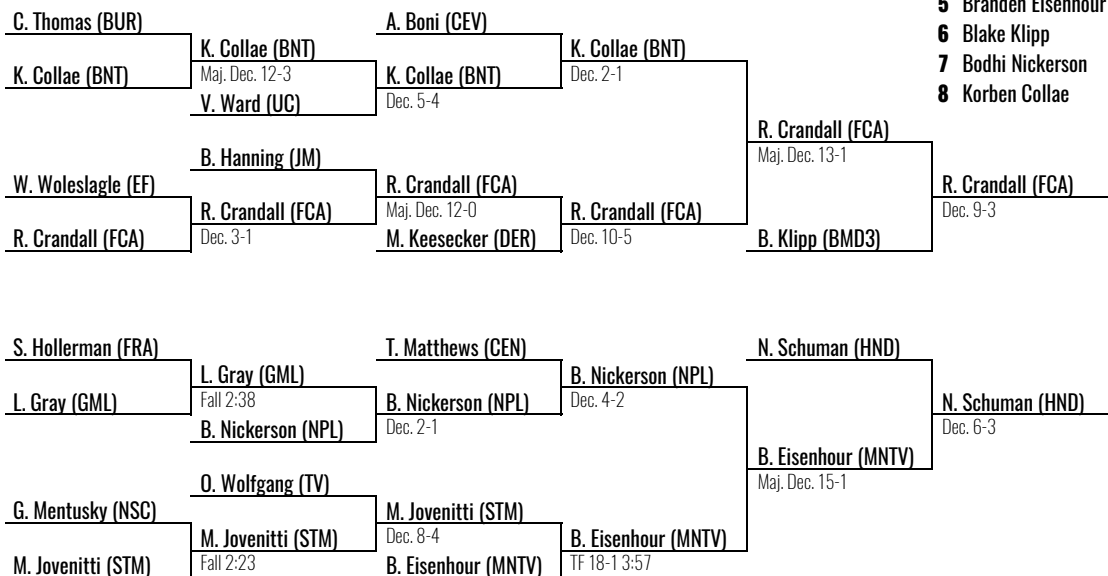 5 Branden Eisenhour
6 Blake Klipp
7 Bodhi Nickerson
8 Korben Collae
C. Thomas (BUR)
K. Collae (BNT)
K. Collae (BNT)
Maj. Dec. 12-3
V. Ward (UC)
A. Boni (CEV)
K. Collae (BNT)
Dec. 5-4
K. Collae (BNT)
Dec. 2-1
B. Hanning (JM)
W. Woleslagle (EF)
R. Crandall (FCA)
R. Crandall (FCA)
Dec. 3-1
R. Crandall (FCA)
Maj. Dec. 12-0
M. Keesecker (DER)
R. Crandall (FCA)
Dec. 10-5
R. Crandall (FCA)
Maj. Dec. 13-1
B. Klipp (BMD3)
R. Crandall (FCA)
Dec. 9-3
S. Hollerman (FRA)
L. Gray (GML)
L. Gray (GML)
Fall 2:38
B. Nickerson (NPL)
T. Matthews (CEN)
B. Nickerson (NPL)
Dec. 2-1
B. Nickerson (NPL)
Dec. 4-2
O. Wolfgang (TV)
G. Mentusky (NSC)
M. Jovenitti (STM)
M. Jovenitti (STM)
Fall 2:23
M. Jovenitti (STM)
Dec. 8-4
B. Eisenhour (MNTV)
B. Eisenhour (MNTV)
TF 18-1 3:57
N. Schuman (HND)
B. Eisenhour (MNTV)
Maj. Dec. 15-1
N. Schuman (HND)
Dec. 6-3